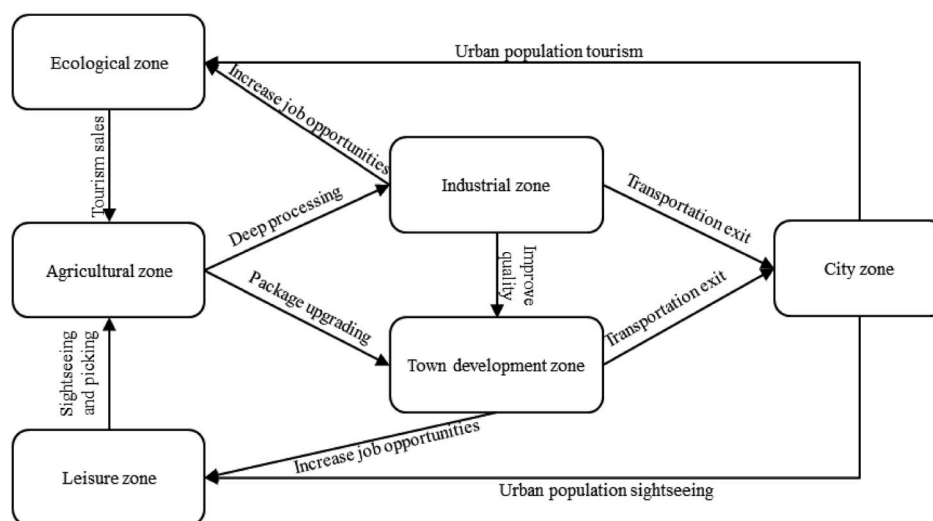 Urban population tourism
Ecological zone
Increase job opportunities
Tourism sales
Industrial zone
Transportation exit
Deep processing
Agricultural zone
Improve
quality
City zone
Package upgrading
Transportation exit
Sightseeing
and picking
Town development zone
Increase job opportunities
Leisure zone
Urban population sightseeing